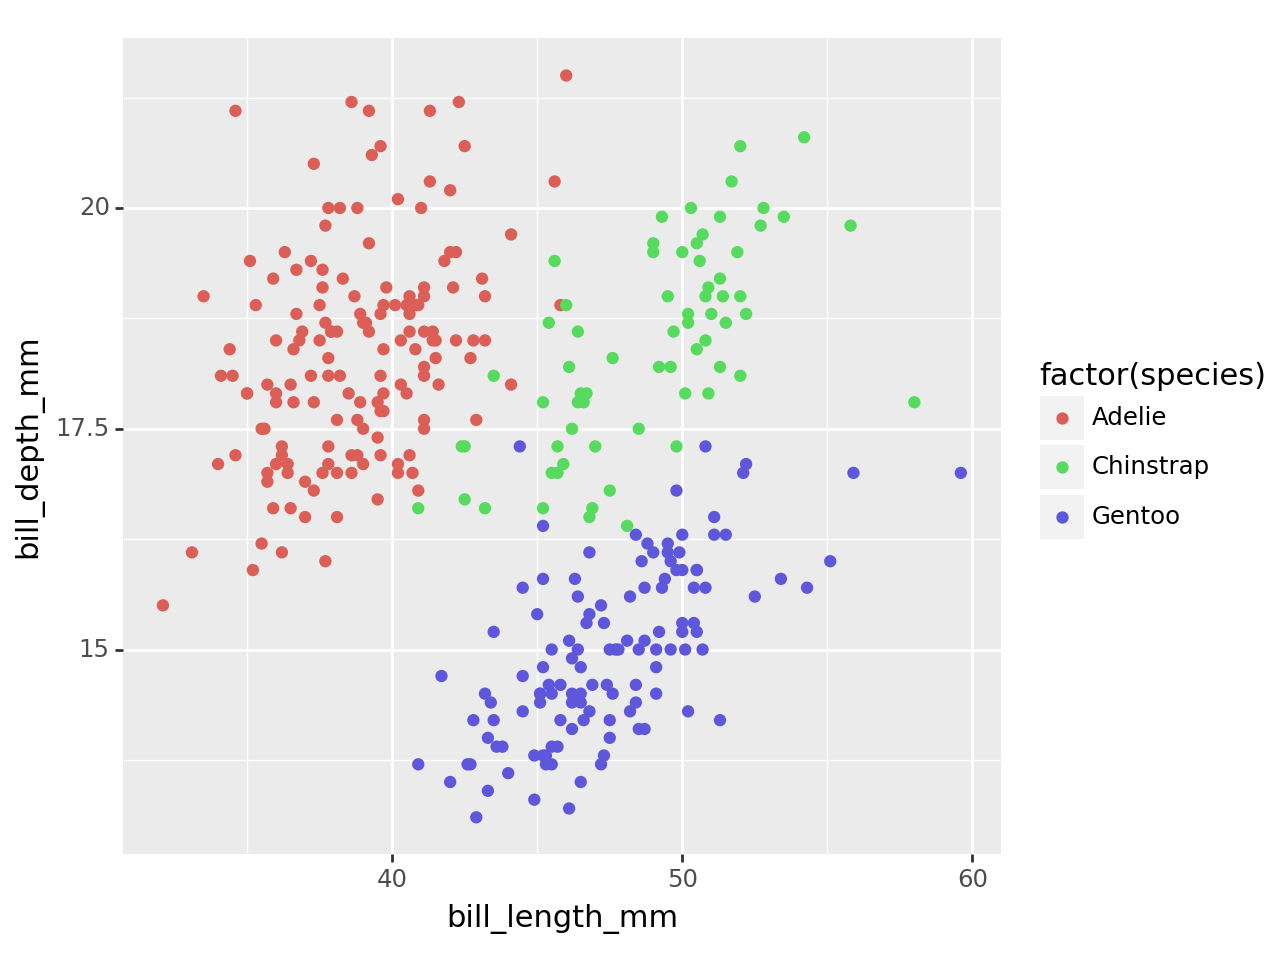 20
17.5
15
bill_depth_mm
40 50 60
bill_length_mm
factor(species)
Adelie
Chinstrap
Gentoo